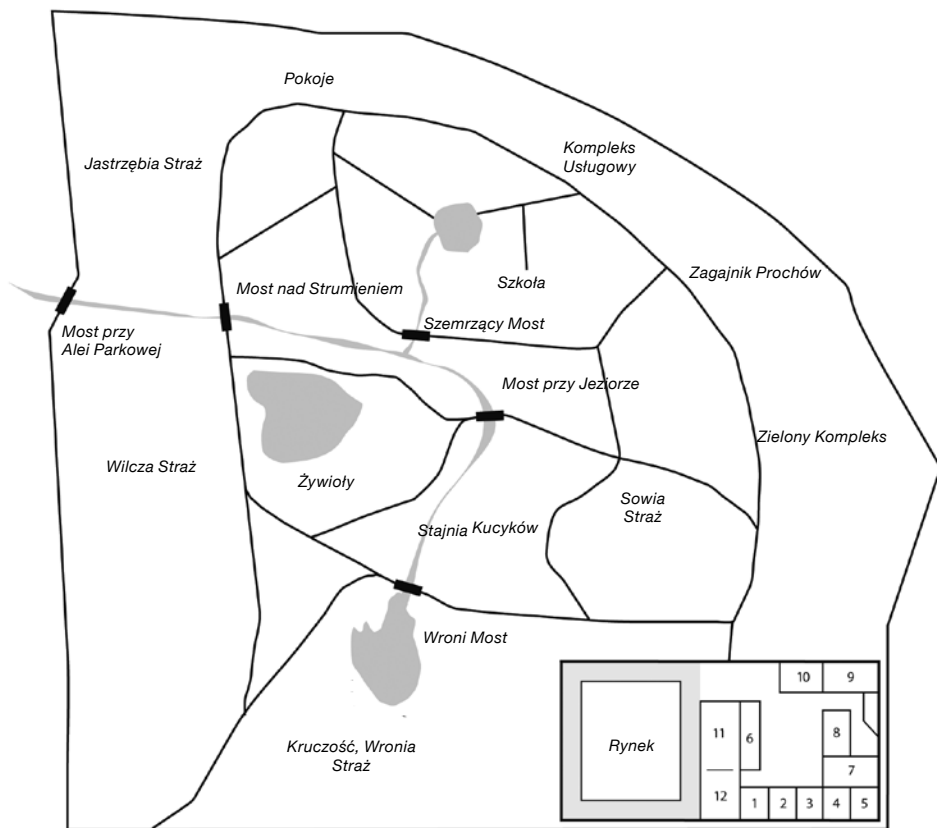 Pokoje
Kompleks
Usługowy
Jastrzębia Straż
Zagajnik Prochów
Szkoła
Most nad Strumieniem
Szemrzący Most
Most przy
Alei Parkowej
Most przy Jeziorze
Zielony Kompleks
Wilcza Straż
Żywioły
Sowia
Straż
Stajnia Kucyków
Wroni Most
Kruczość, Wronia
Straż
Rynek
10
9
11
6
8
7
12
1
2
3
4
5